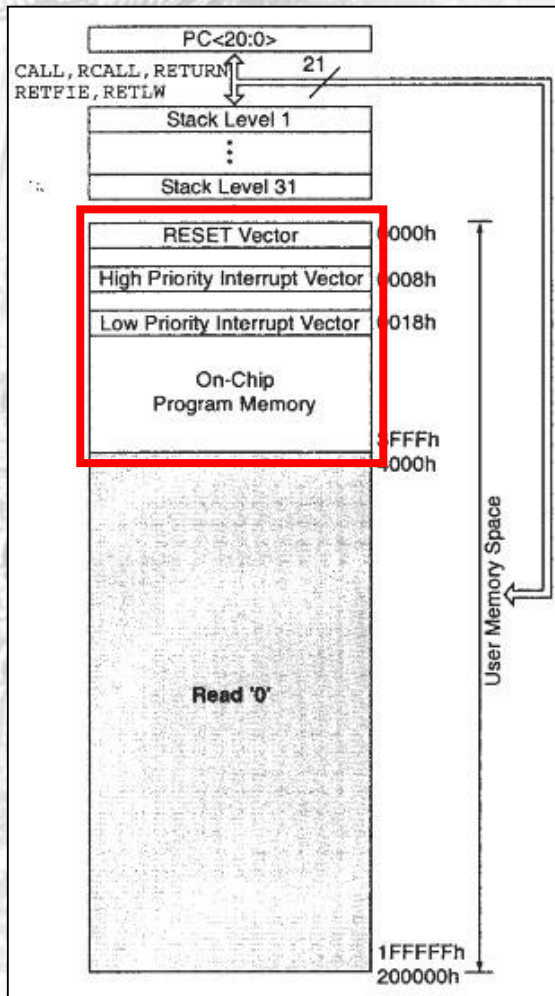 PC<20:0>
CALL,RCALL,RETURN
RETFIE,RETLW
21
Stack Level 1
Stack Level 31
RESET Vector
0000h
High Priority Interrupt Vector
0008h
Low Priority Interrupt Vector
0018h
On-Chip
Program Memory
3FFFh
4000h
User Memory Space
Read '0'
1FFFFFh
200000h